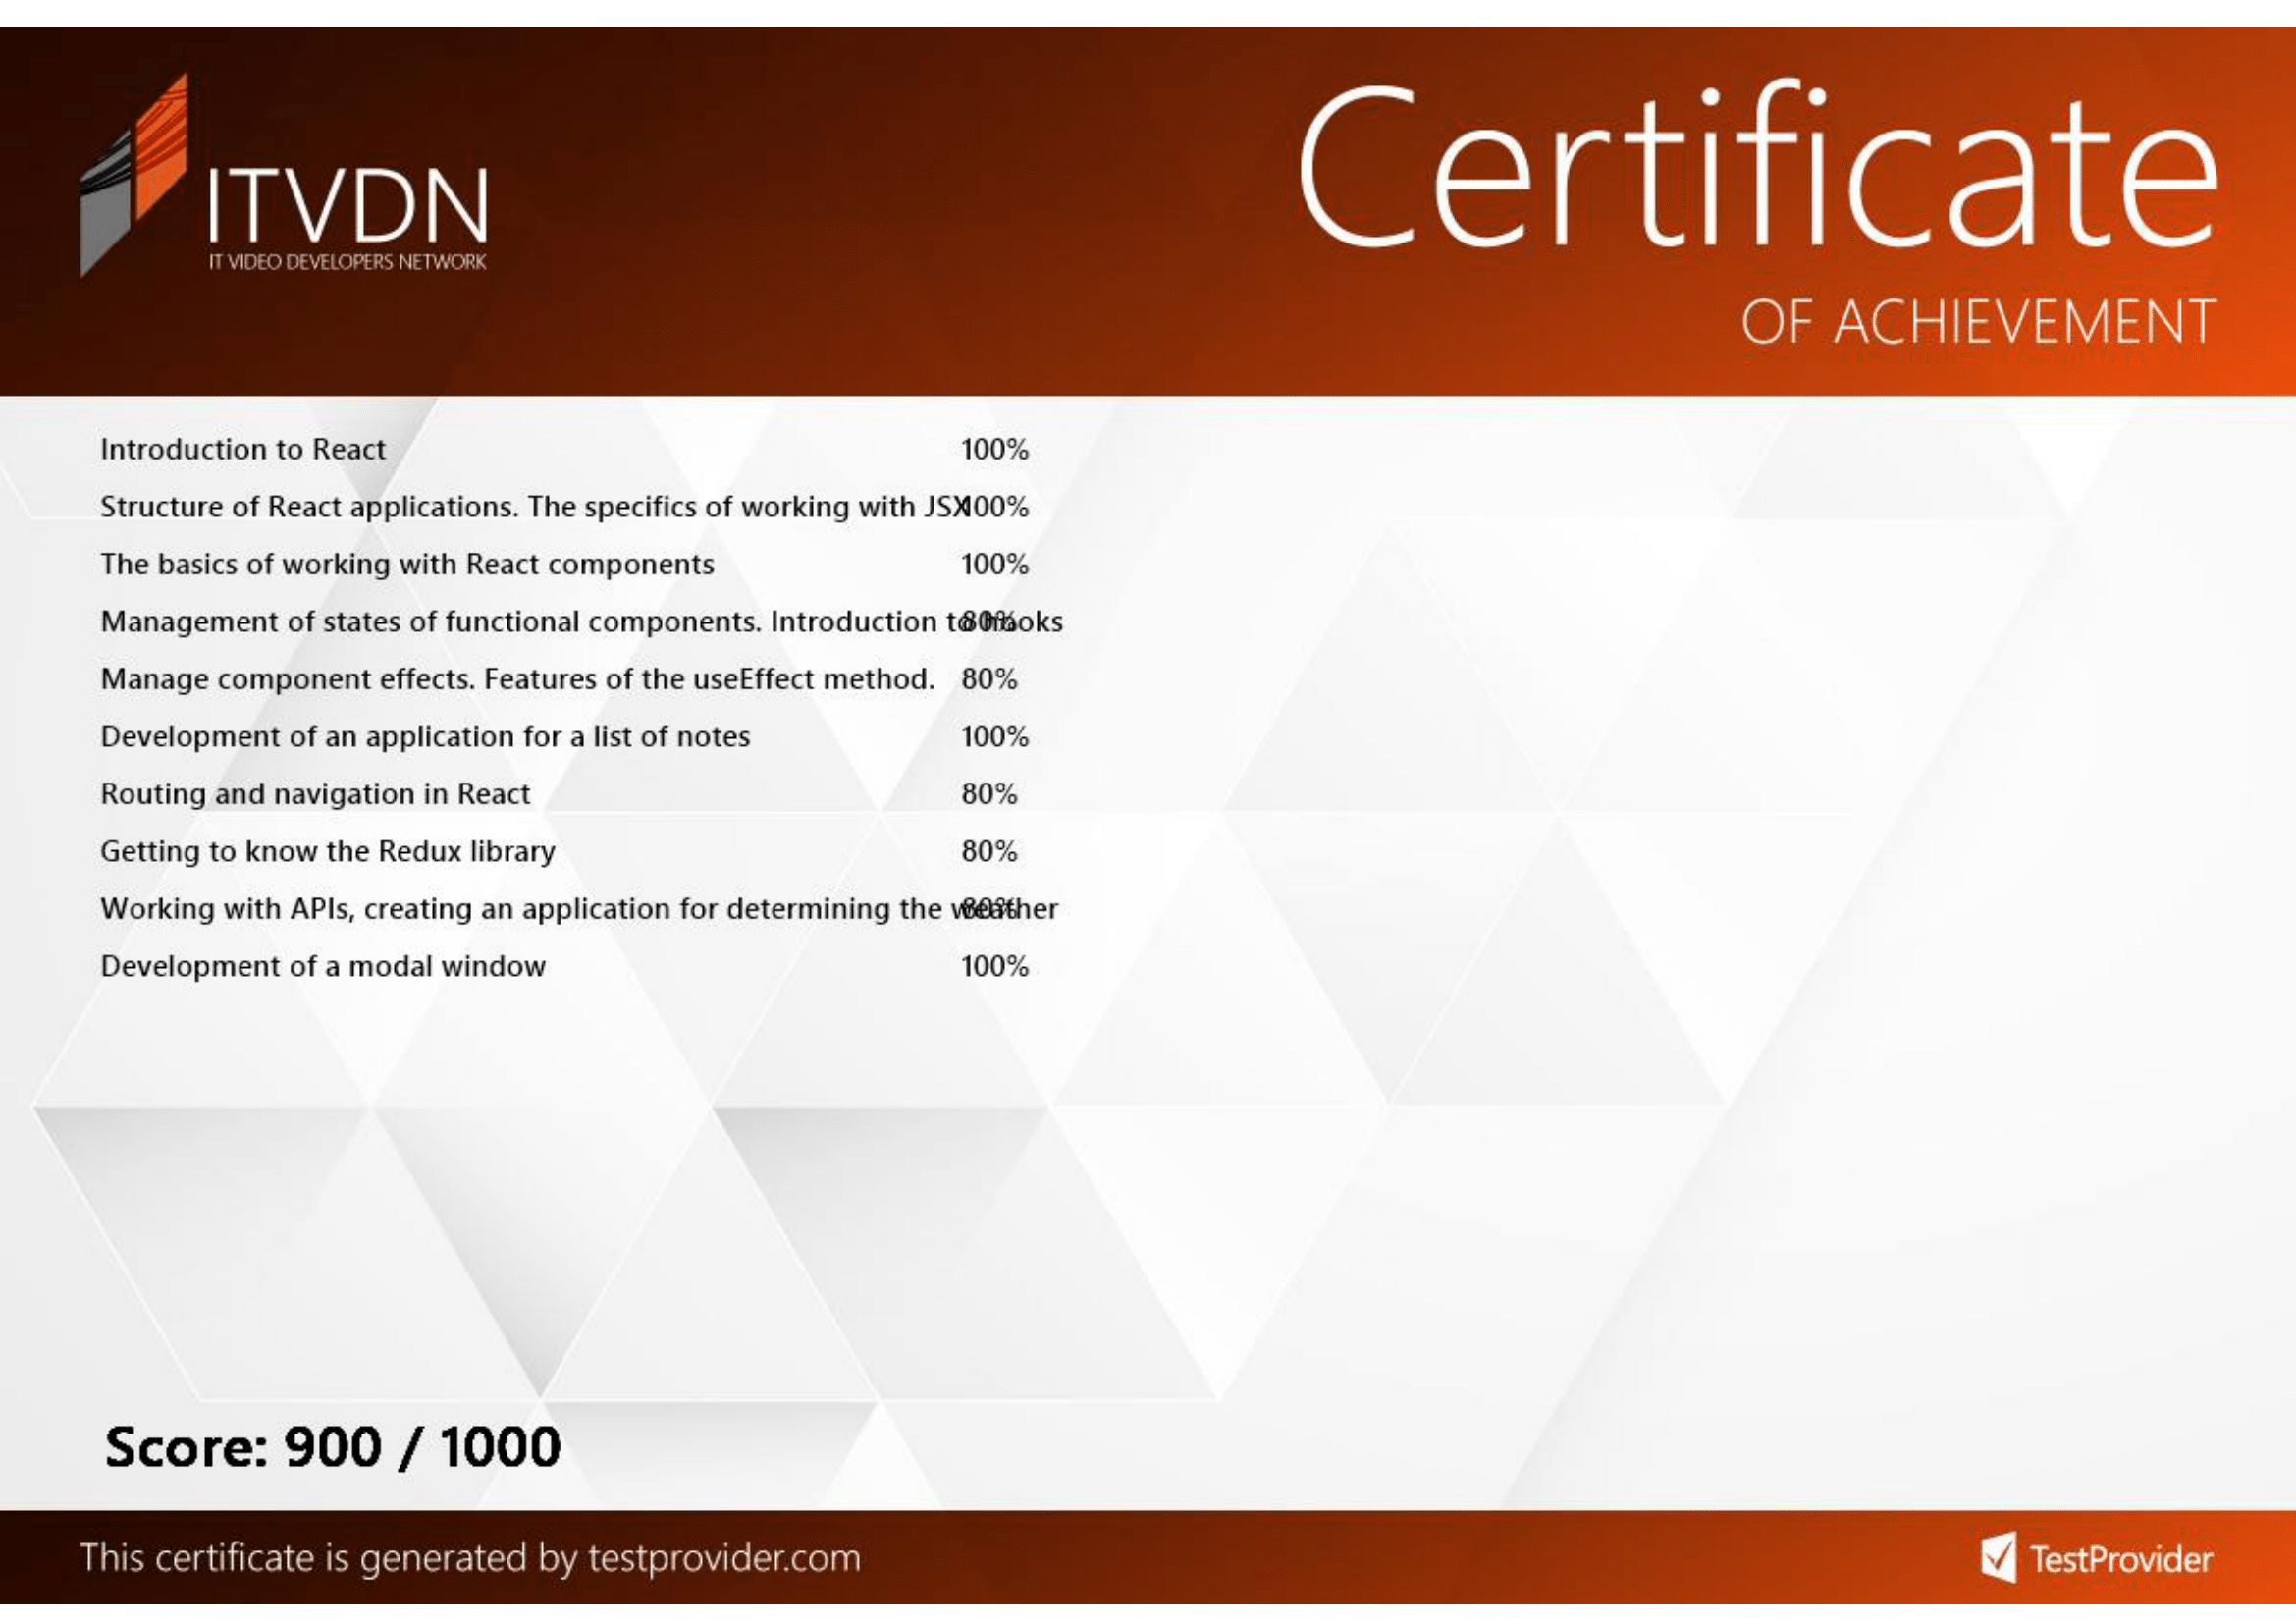 ITVDN
IT VIDEO DEVELOPERS NETWORK
Certificate
OF ACHIEVEMENT
Introduction to React 100%
Structure of React applications. The specifics of working with JSX 100%
The basics of working with React components 100%
Management of states of functional components. Introduction to hooks 80%
Manage component effects. Features of the useEffect method. 80%
Development of an application for a list of notes 100%
Routing and navigation in React 80%
Getting to know the Redux library 80%
Working with APIs, creating an application for determining the weather 80%
Development of a modal window 100%
Score: 900 / 1000
This certificate is generated by testprovider.com
TestProvider